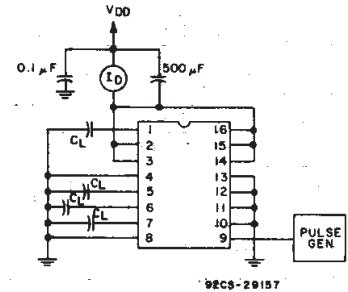 VDD
0.1 µF
ID
500 µF
CL
1
16
2
15
3
14
4
13
CL
5
12
CL
6
11
CL
7
10
8
9
PULSE
GEN.
92CS-29157